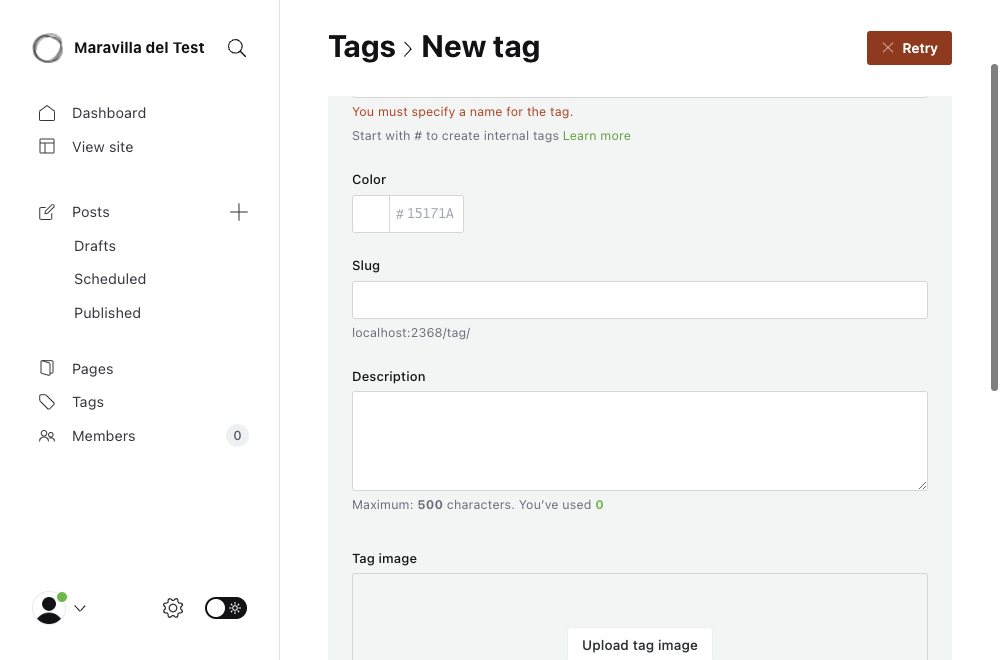 Maravilla del Test
Dashboard
View site
Posts
Drafts
Scheduled
Published
Pages
Tags
Members 0
Tags > New tag
Retry
You must specify a name for the tag.
Start with # to create internal tags Learn more
Color
# 15171A
Slug
localhost:2368/tag/
Description
Maximum: 500 characters. You’ve used 0
Tag image
Upload tag image